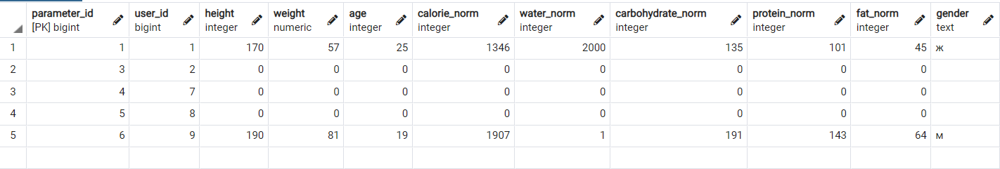 parameter_id user_id height weight age calorie_norm water_norm carbohydrate_norm protein_norm fat_norm gender
[PK] bigint bigint integer numeric integer integer integer integer integer integer text
1 1 1 170 57 25 1346 2000 135 101 45 ж
2 3 2 0 0 0 0 0 0 0 0
3 4 7 0 0 0 0 0 0 0 0
4 5 8 0 0 0 0 0 0 0 0
5 6 9 190 81 19 1907 1 191 143 64 м